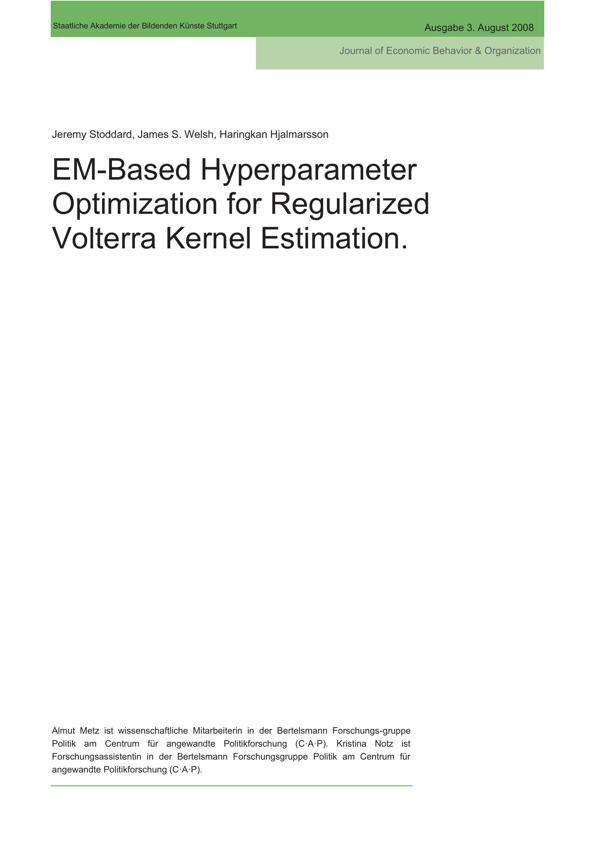 Staatliche Akademie der Bildenden Künste Stuttgart
Ausgabe 3. August 2008
Journal of Economic Behavior & Organization
Jeremy Stoddard, James S. Welsh, Haringkan Hjalmarsson
EM-Based Hyperparameter
Optimization for Regularized
Volterra Kernel Estimation.
Almut Metz ist wissenschaftliche Mitarbeiterin in der Bertelsmann Forschungs-gruppe
Politik am Centrum für angewandte Politikforschung (C·A·P). Kristina Notz ist
Forschungsassistentin in der Bertelsmann Forschungsgruppe Politik am Centrum für
angewandte Politikforschung (C·A·P).